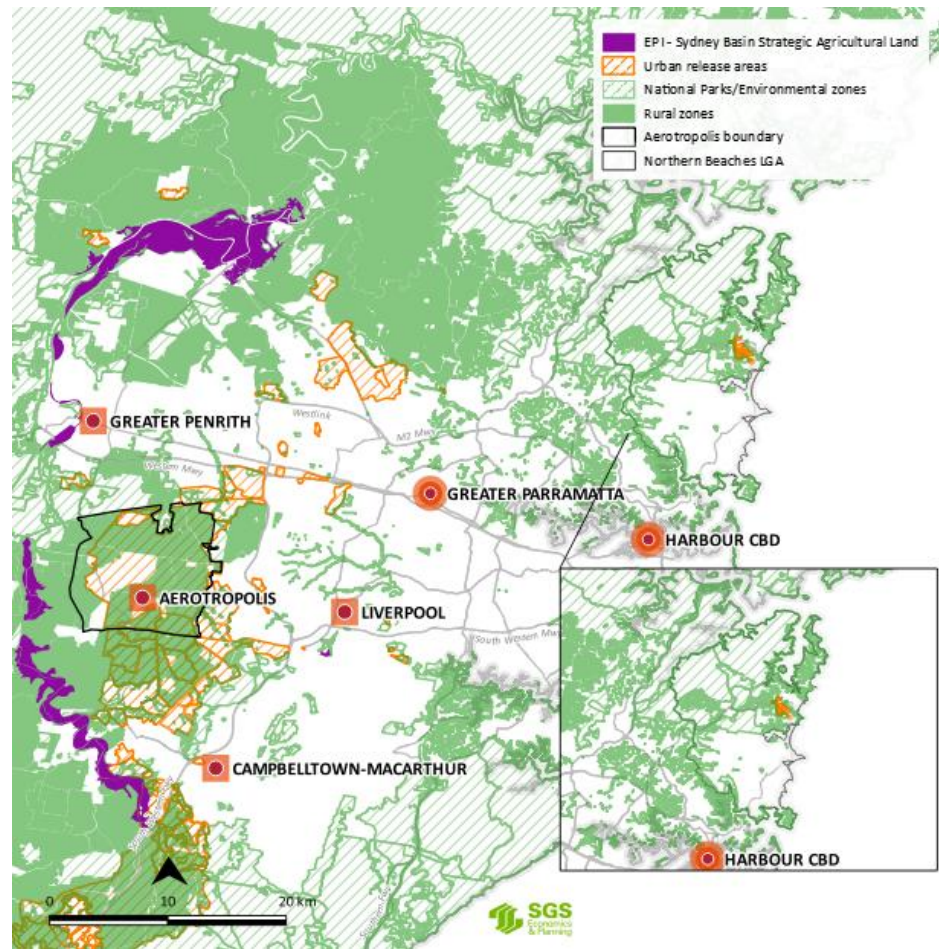 EPI - Sydney Basin Strategic Agricultural Land
Urban release areas
National Parks/Environmental zones
Rural zones
Aerotropolis boundary
Northern Beaches LGA
GREATER PENRITH
Westlink
M2 Mwy
Western Mwy
GREATER PARRAMATTA
HARBOUR CBD
AEROTROPOLIS
LIVERPOOL
South Western Mwy
CAMPBELLTOWN-MACARTHUR
HARBOUR CBD
0 10 20 km
SGS
Economics
& Planning